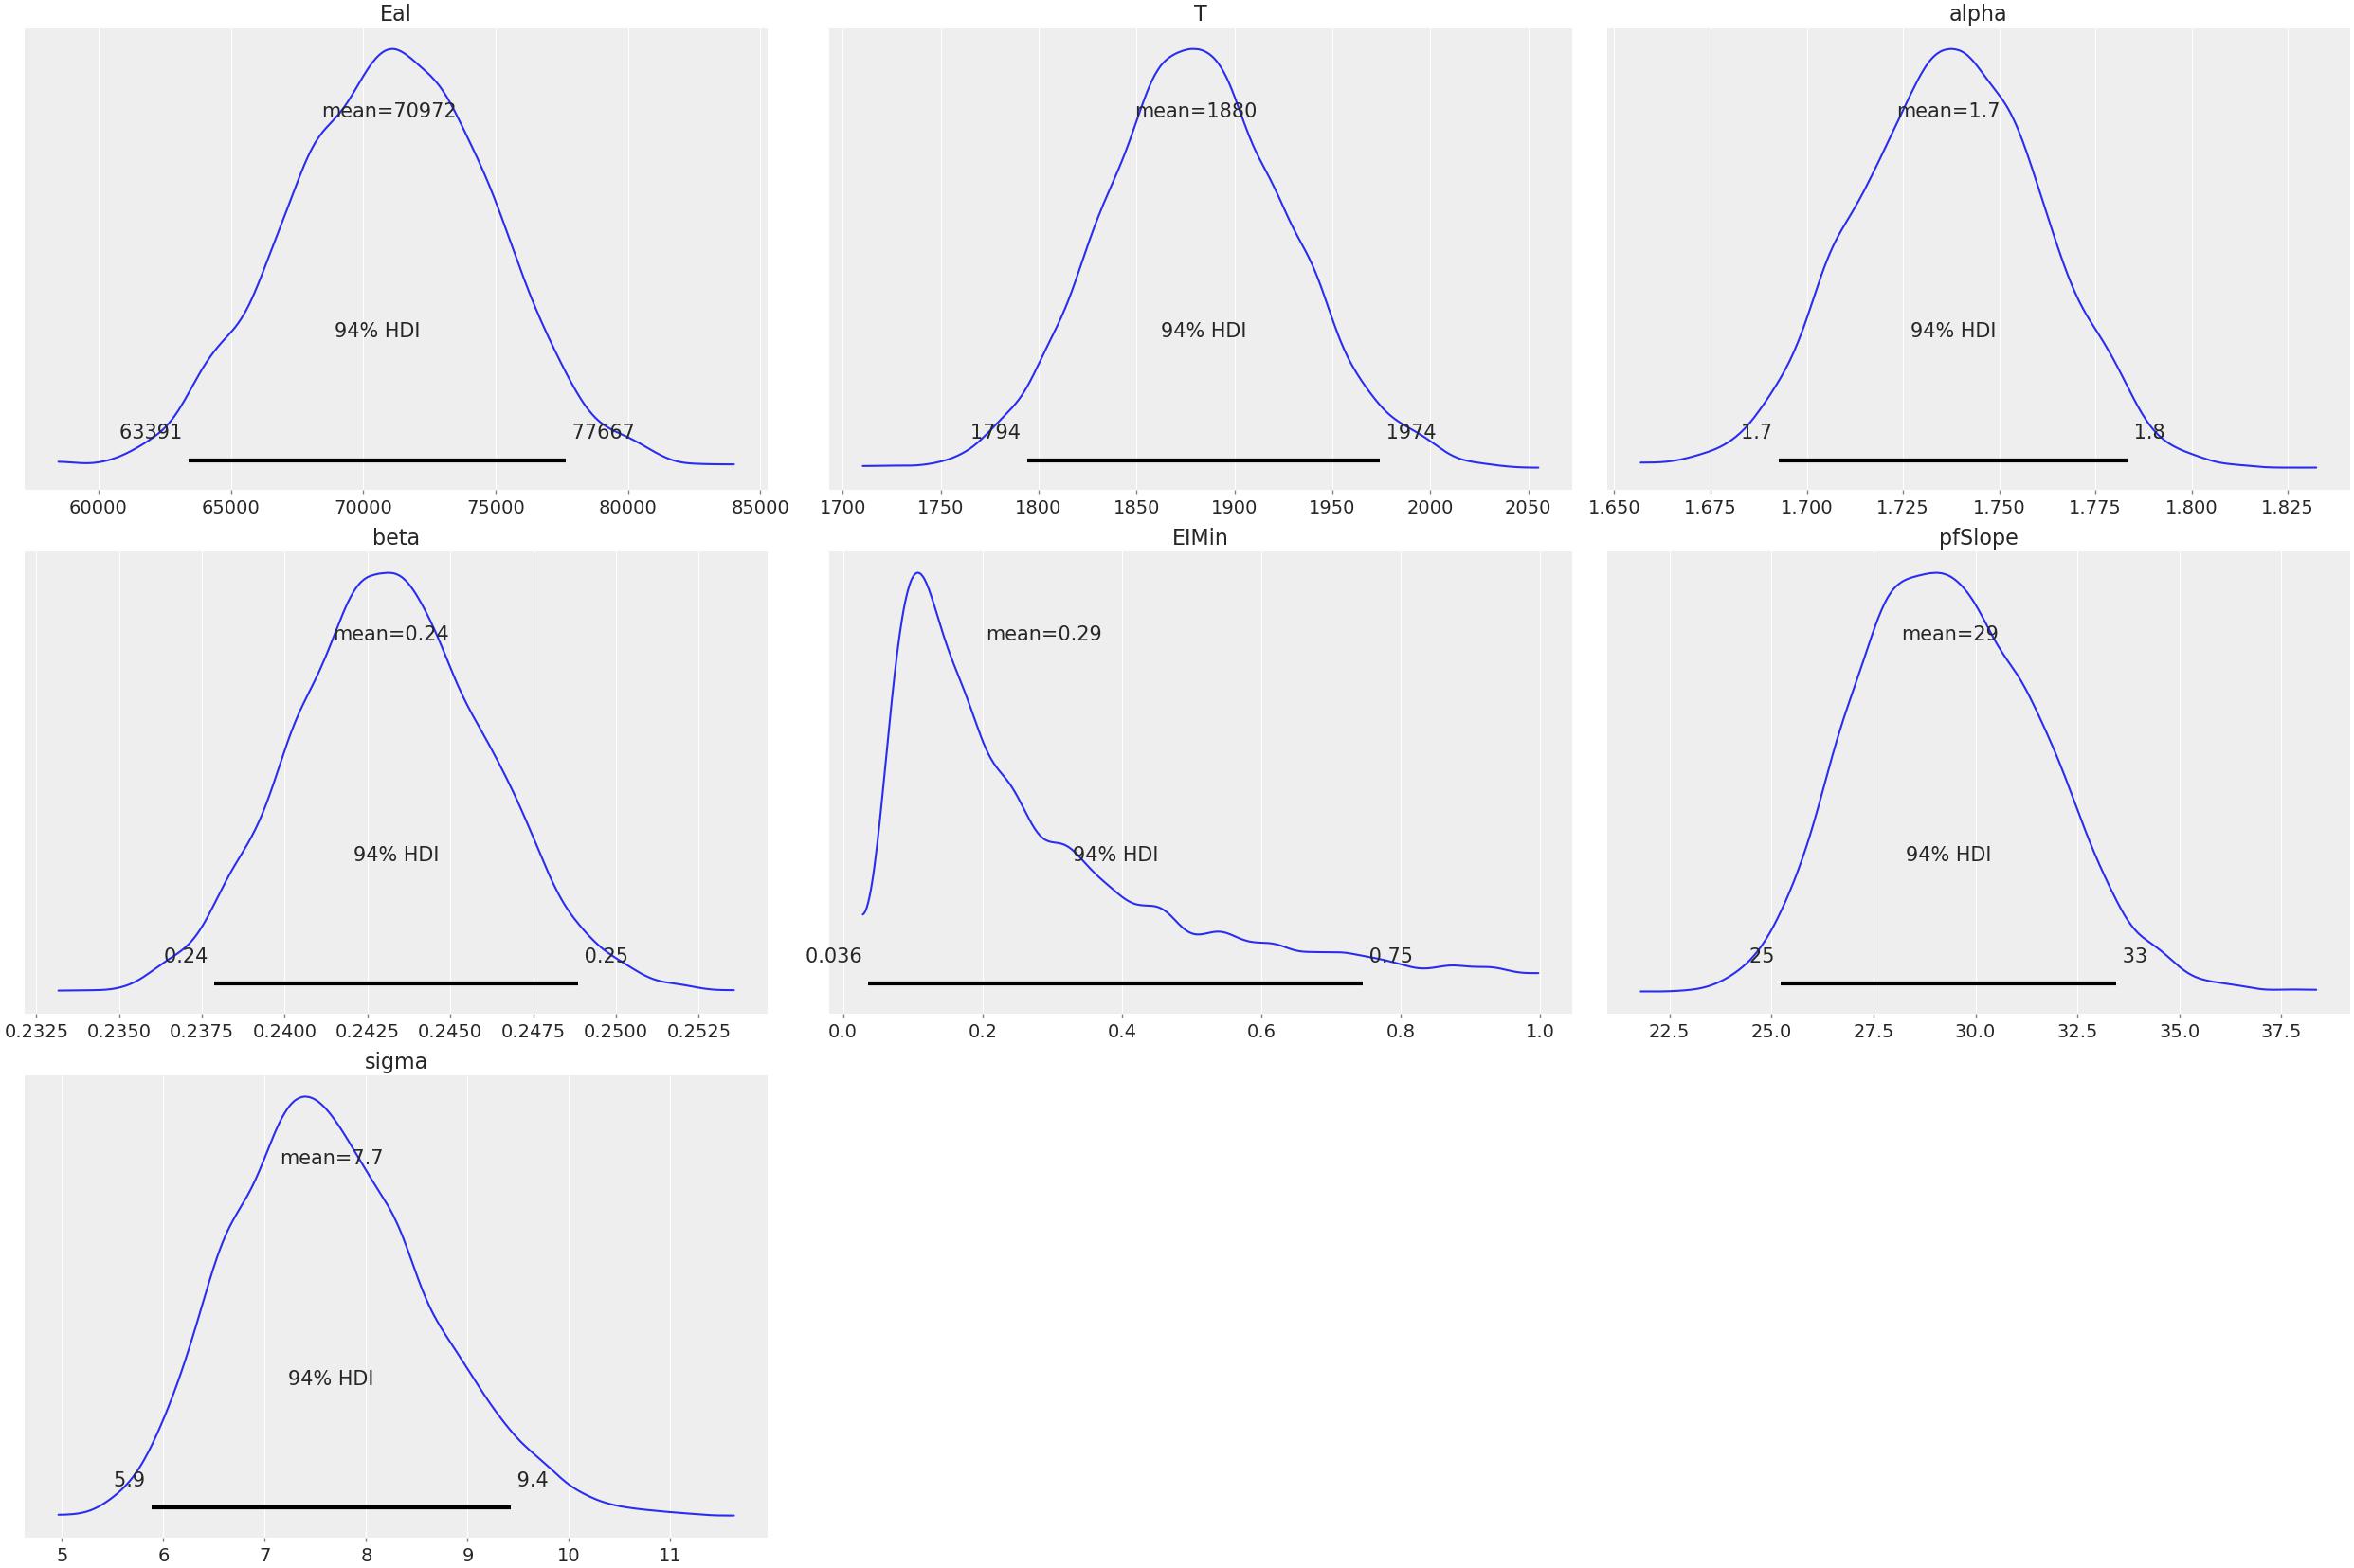 Eal
mean=70972
94% HDI
63391 77667
60000 65000 70000 75000 80000 85000
T
mean=1880
94% HDI
1794 1974
1700 1750 1800 1850 1900 1950 2000 2050
alpha
mean=1.7
94% HDI
1.7 1.8
1.650 1.675 1.700 1.725 1.750 1.775 1.800 1.825
beta
mean=0.24
94% HDI
0.24 0.25
0.2325 0.2350 0.2375 0.2400 0.2425 0.2450 0.2475 0.2500 0.2525
EIMin
mean=0.29
94% HDI
0.036 0.75
0.0 0.2 0.4 0.6 0.8 1.0
pfSlope
mean=29
94% HDI
25 33
22.5 25.0 27.5 30.0 32.5 35.0 37.5
sigma
mean=7.7
94% HDI
5.9 9.4
5 6 7 8 9 10 11